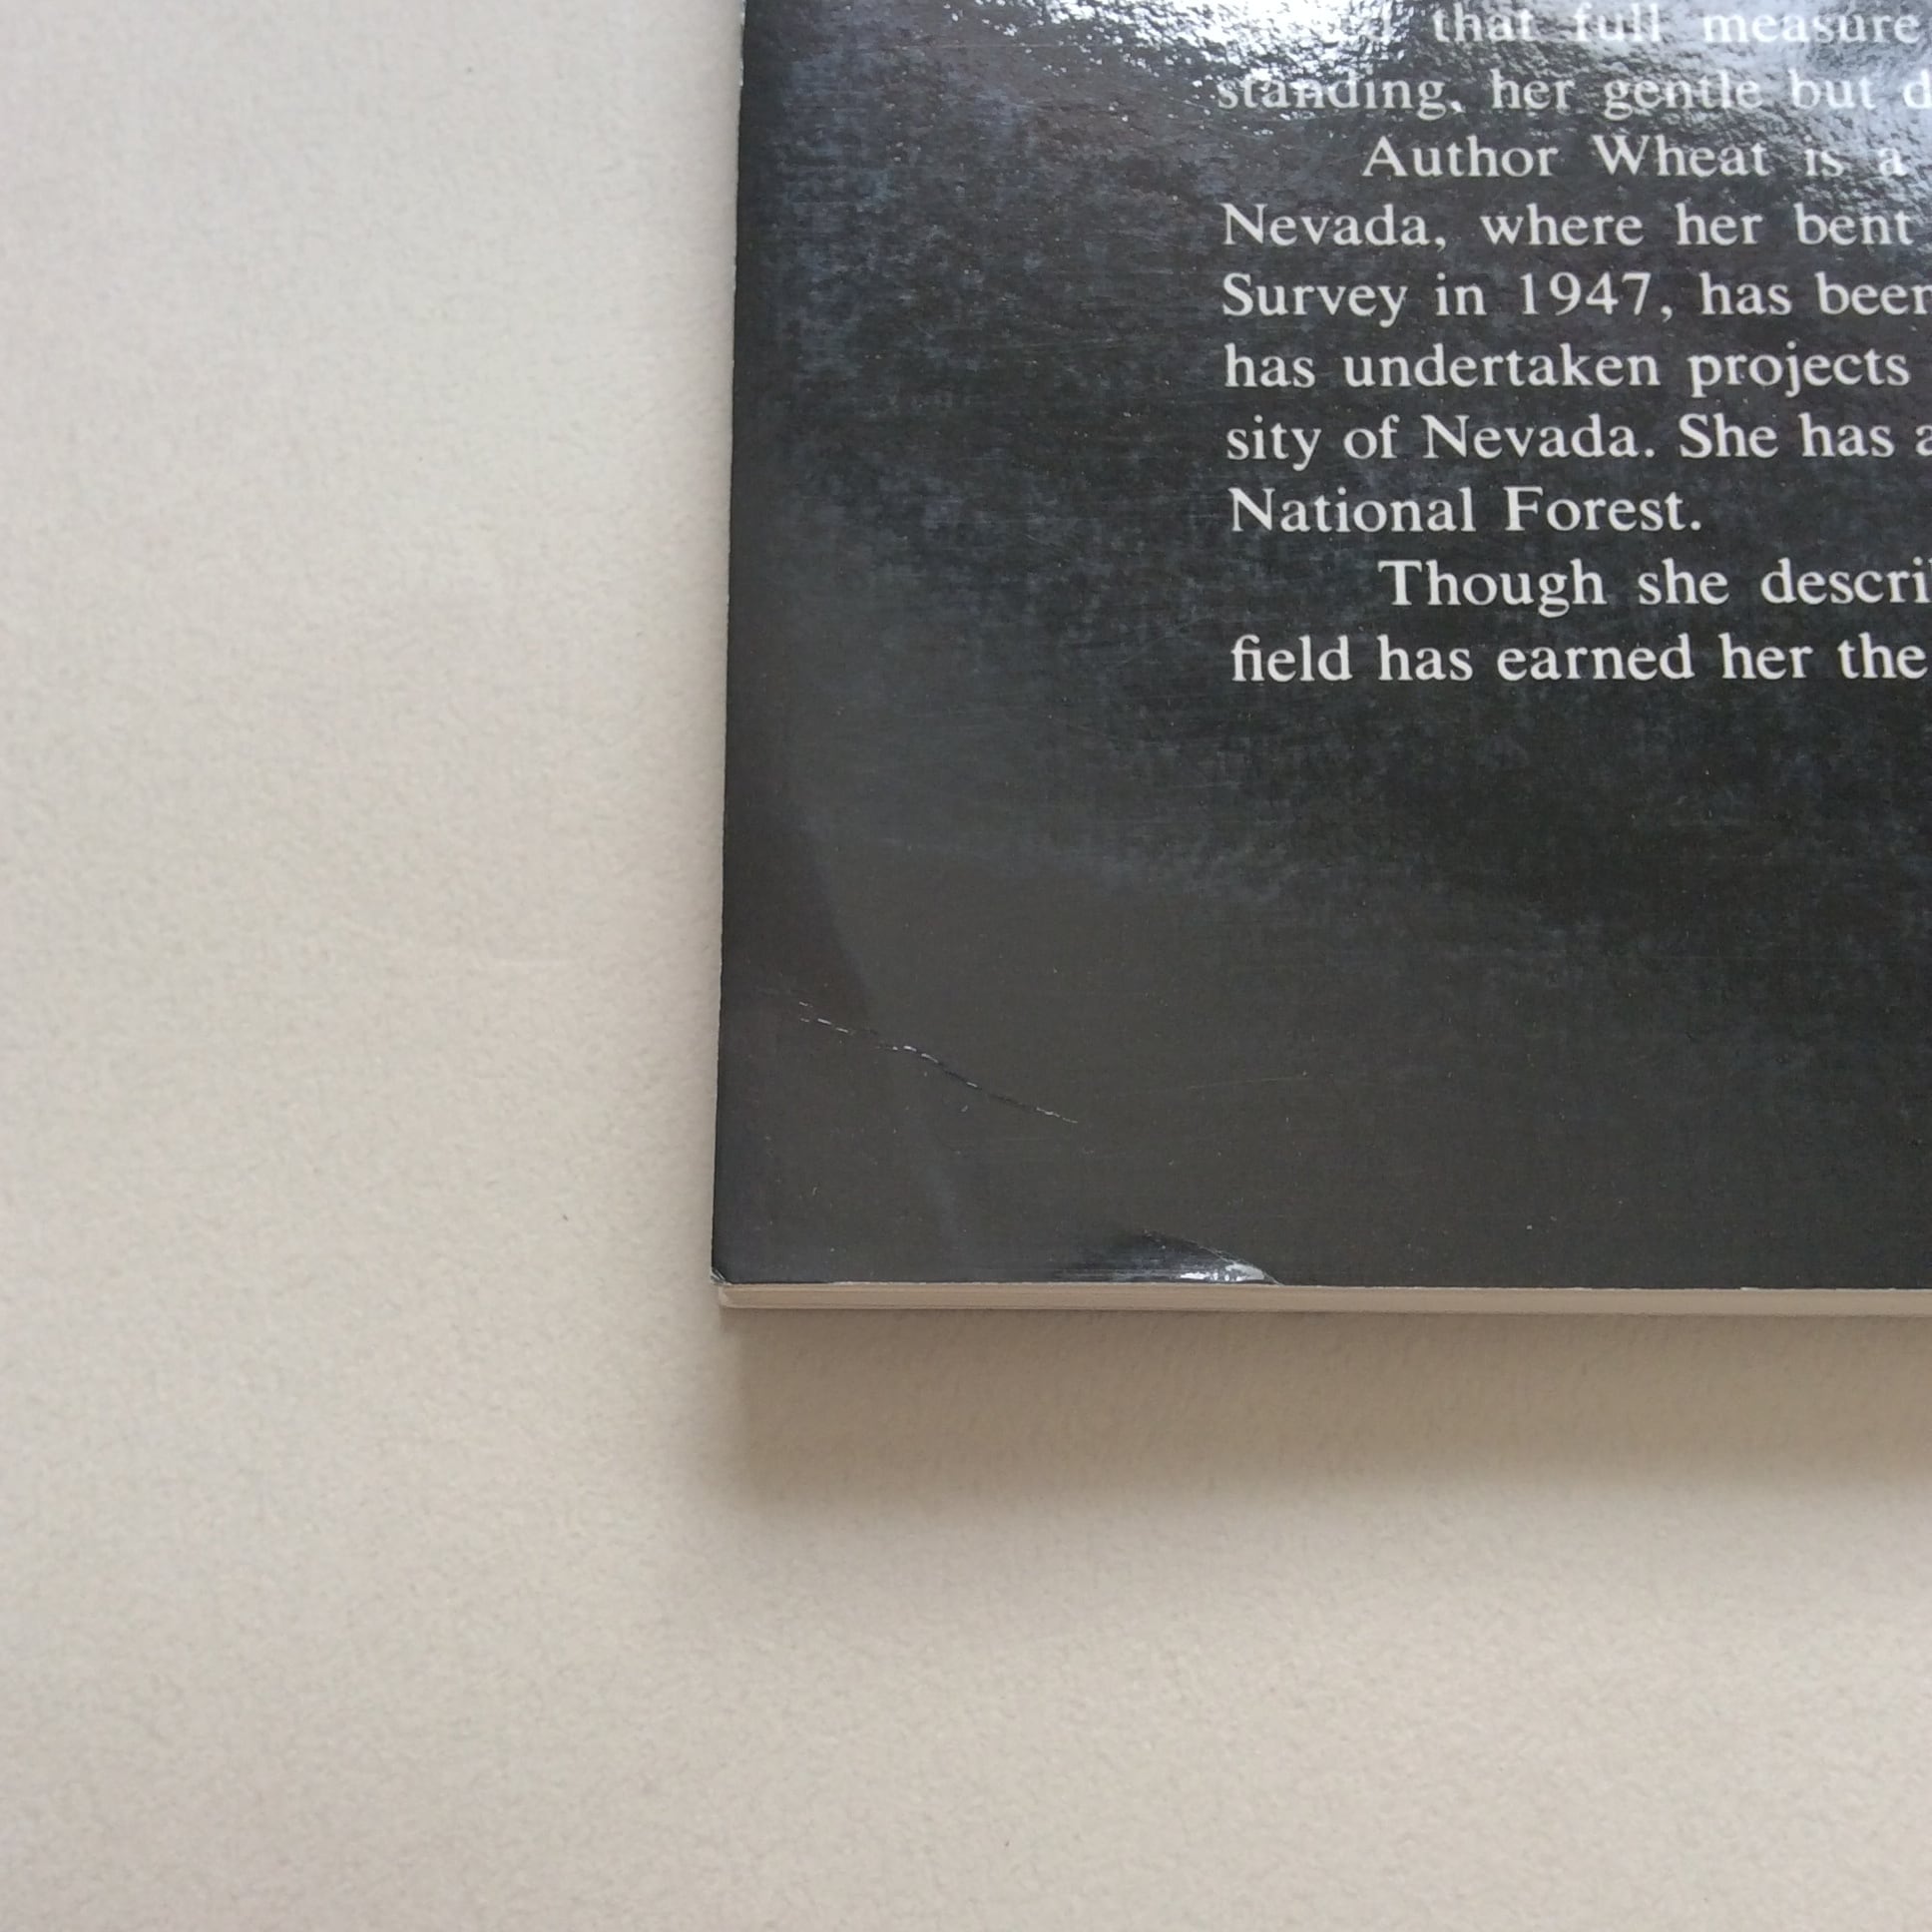 that full measure
standing, her gentle but d
Author Wheat is a
Nevada, where her bent
Survey in 1947, has been
has undertaken projects
sity of Nevada. She has a
National Forest.
Though she descri
field has earned her the